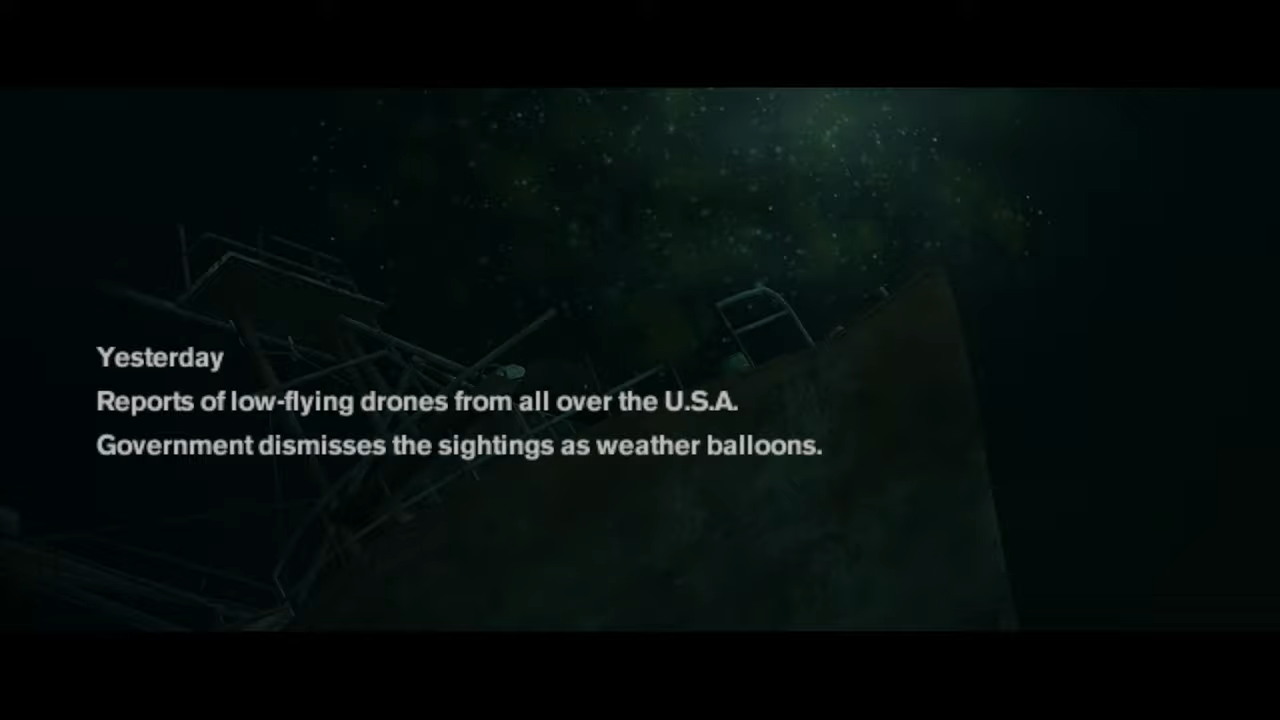 Yesterday
Reports of low-flying drones from all over the U.S.A.
Government dismisses the sightings as weather balloons.